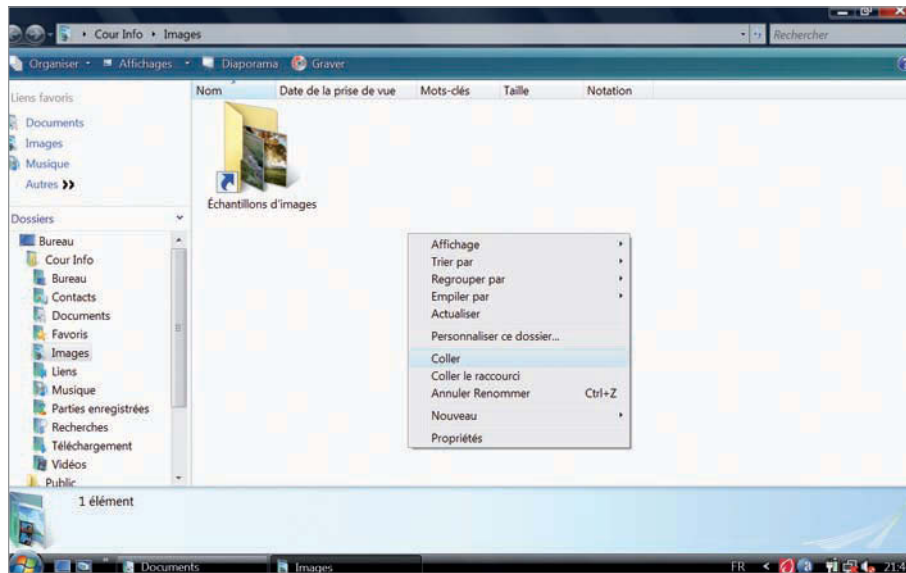 Cour Info Images
Rechercher
Organiser Affichages Diaporama Graver
Liens favoris
Documents
Images
Musique
Autres
Dossiers
Bureau
Cour Info
Bureau
Contacts
Documents
Favoris
Images
Liens
Musique
Parties enregistrées
Recherches
Téléchargement
Vidéos
Public
Nom Date de la prise de vue Mots-clés Taille Notation
Échantillons d'images
Affichage
Trier par
Regrouper par
Empiler par
Actualiser
Personnaliser ce dossier...
Coller
Coller le raccourci
Annuler Renommer Ctrl+Z
Nouveau
Propriétés
1 élément
Documents Images FR